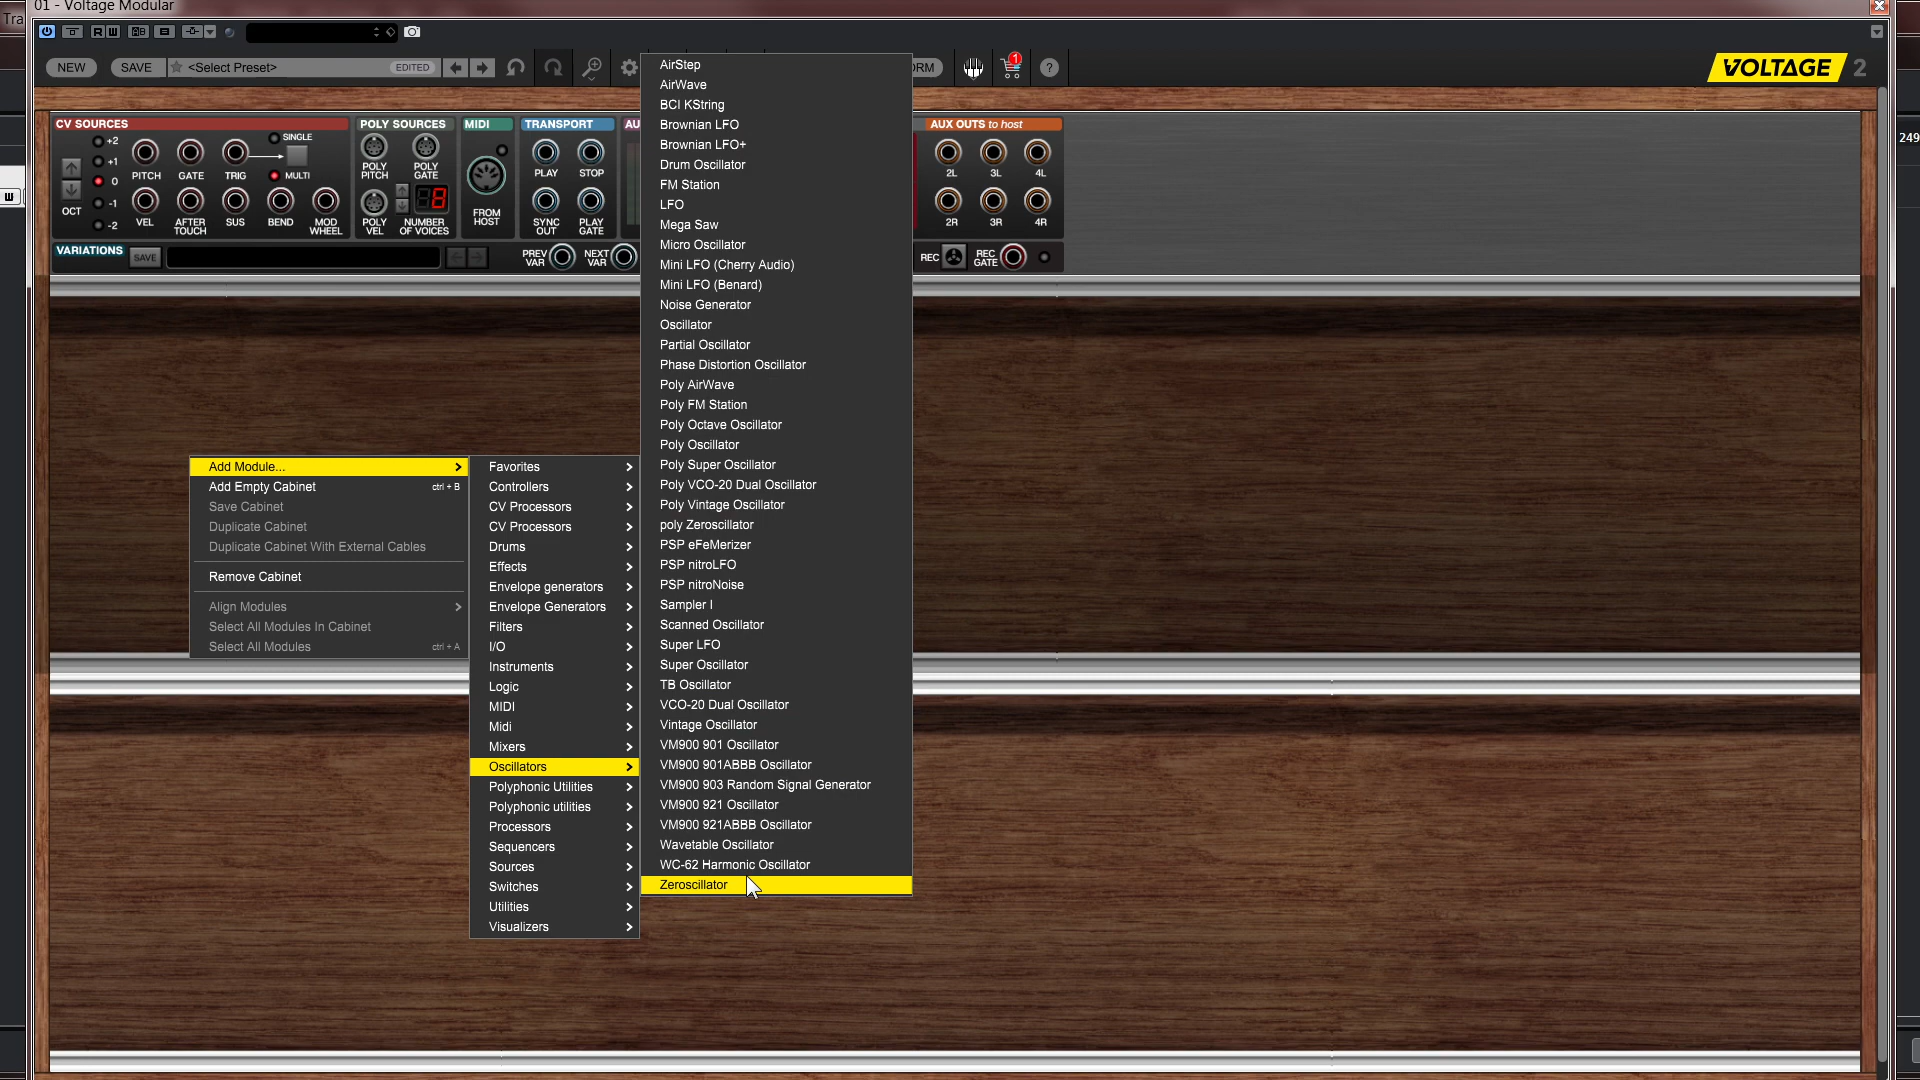 01 - Voltage Modular
Tra
R W
AB
NEW
SAVE
<Select Preset>
EDITED
ORM
1
?
VOLTAGE 2
CV SOURCES
+2
+1
0
-1
-2
OCT
PITCH
GATE
TRIG
SINGLE
MULTI
VEL
AFTER TOUCH
SUS
BEND
MOD WHEEL
POLY SOURCES
POLY PITCH
POLY GATE
POLY VEL
NUMBER OF VOICES
8
MIDI
FROM HOST
TRANSPORT
PLAY
STOP
SYNC OUT
PLAY GATE
AU
AUX OUTS to host
2L
3L
4L
2R
3R
4R
249
W
VARIATIONS
SAVE
PREV VAR
NEXT VAR
REC
REC GATE
Add Module...
Add Empty Cabinet ctrl + B
Save Cabinet
Duplicate Cabinet
Duplicate Cabinet With External Cables
Remove Cabinet
Align Modules
Select All Modules In Cabinet
Select All Modules ctrl + A
Favorites
Controllers
CV Processors
CV Processors
Drums
Effects
Envelope generators
Envelope Generators
Filters
I/O
Instruments
Logic
MIDI
Midi
Mixers
Oscillators
Polyphonic Utilities
Polyphonic utilities
Processors
Sequencers
Sources
Switches
Utilities
Visualizers
AirStep
AirWave
BCI KString
Brownian LFO
Brownian LFO+
Drum Oscillator
FM Station
LFO
Mega Saw
Micro Oscillator
Mini LFO (Cherry Audio)
Mini LFO (Benard)
Noise Generator
Oscillator
Partial Oscillator
Phase Distortion Oscillator
Poly AirWave
Poly FM Station
Poly Octave Oscillator
Poly Oscillator
Poly Super Oscillator
Poly VCO-20 Dual Oscillator
Poly Vintage Oscillator
poly Zeroscillator
PSP eFeMerizer
PSP nitroLFO
PSP nitroNoise
Sampler I
Scanned Oscillator
Super LFO
Super Oscillator
TB Oscillator
VCO-20 Dual Oscillator
Vintage Oscillator
VM900 901 Oscillator
VM900 901ABBB Oscillator
VM900 903 Random Signal Generator
VM900 921 Oscillator
VM900 921ABBB Oscillator
Wavetable Oscillator
WC-62 Harmonic Oscillator
Zeroscillator